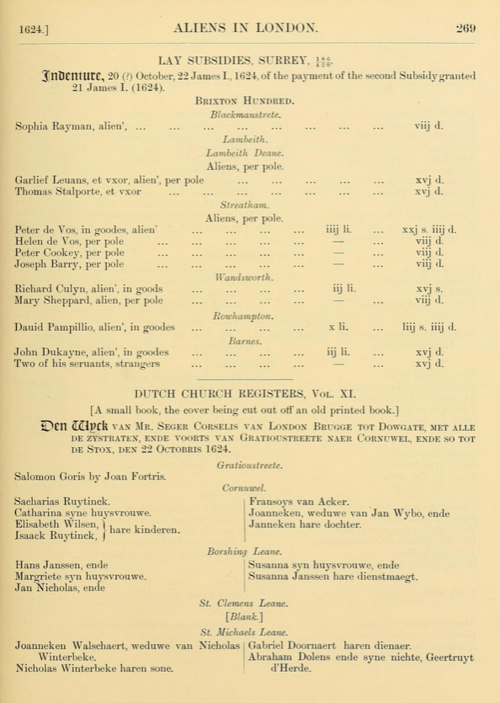 1624.] ALIENS IN LONDON. 269
LAY SUBSIDIES, SURREY, 186/420.
Indenture, 20 (?) October, 22 James I., 1624, of the payment of the second Subsidy granted
21 James I. (1624).
BRIXTON HUNDRED.
Blackmanstrete.
Sophia Rayman, alien', ... ... ... ... ... ... ... viij d.
Lambeith.
Lambeith Deane.
Aliens, per pole.
Garlief Leuans, et vxor, alien', per pole ... ... ... ... ... xvj d.
Thomas Stalporte, et vxor ... ... ... ... ... ... ... xvj d.
Streatham.
Aliens, per pole.
Peter de Vos, in goodes, alien' ... ... ... ... iiij li. ... xxj s. iiij d.
Helen de Vos, per pole ... ... ... ... ... — ... viij d.
Peter Cookey, per pole ... ... ... ... ... — ... viij d.
Joseph Barry, per pole ... ... ... ... ... — ... viij d.
Wandsworth.
Richard Culyn, alien', in goods ... ... ... ... iij li. ... xvj s.
Mary Sheppard, alien, per pole ... ... ... ... — ... viij d.
Rowhampton.
Dauid Pampillio, alien', in goodes ... ... ... ... x li. ... liij s. iiij d.
Barnes.
John Dukayne, alien', in goodes ... ... ... ... iij li. ... xvj d.
Two of his seruants, strangers ... ... ... ... — ... xvj d.
DUTCH CHURCH REGISTERS, VOL. XI.
[A small book, the cover being cut out off an old printed book.]
Den Wyck VAN MR. SEGER CORSELIS VAN LONDON BRUGGE TOT DOWGATE, MET ALLE
DE ZYSTRATEN, ENDE VOORTS VAN GRATIOUSTREETE NAER CORNUWEL, ENDE SO TOT
DE STOX, DEN 22 OCTOBRIS 1624.
Gratioustreete.
Salomon Goris by Joan Fortris.
Cornuwel.
Sacharias Ruytinck.
Catharina syne huysvrouwe.
Elisabeth Wilsen, } hare kinderen.
Isaack Ruytinck,
Fransoys van Acker.
Joanneken, weduwe van Jan Wybo, ende
Janneken hare dochter.
Borshing Leane.
Hans Janssen, ende
Margriete syn huysvrouwe.
Jan Nicholas, ende
Susanna syn huysvrouwe, ende
Susanna Janssen hare dienstmaegt.
St. Clemens Leane.
[Blank.]
St. Michaels Leane.
Joanneken Walschaert, weduwe van Nicholas
Winterbeke.
Nicholas Winterbeke haren sone.
Gabriel Doornaert haren dienaer.
Abraham Dolens ende syne nichte, Geertruyt
d'Herde.